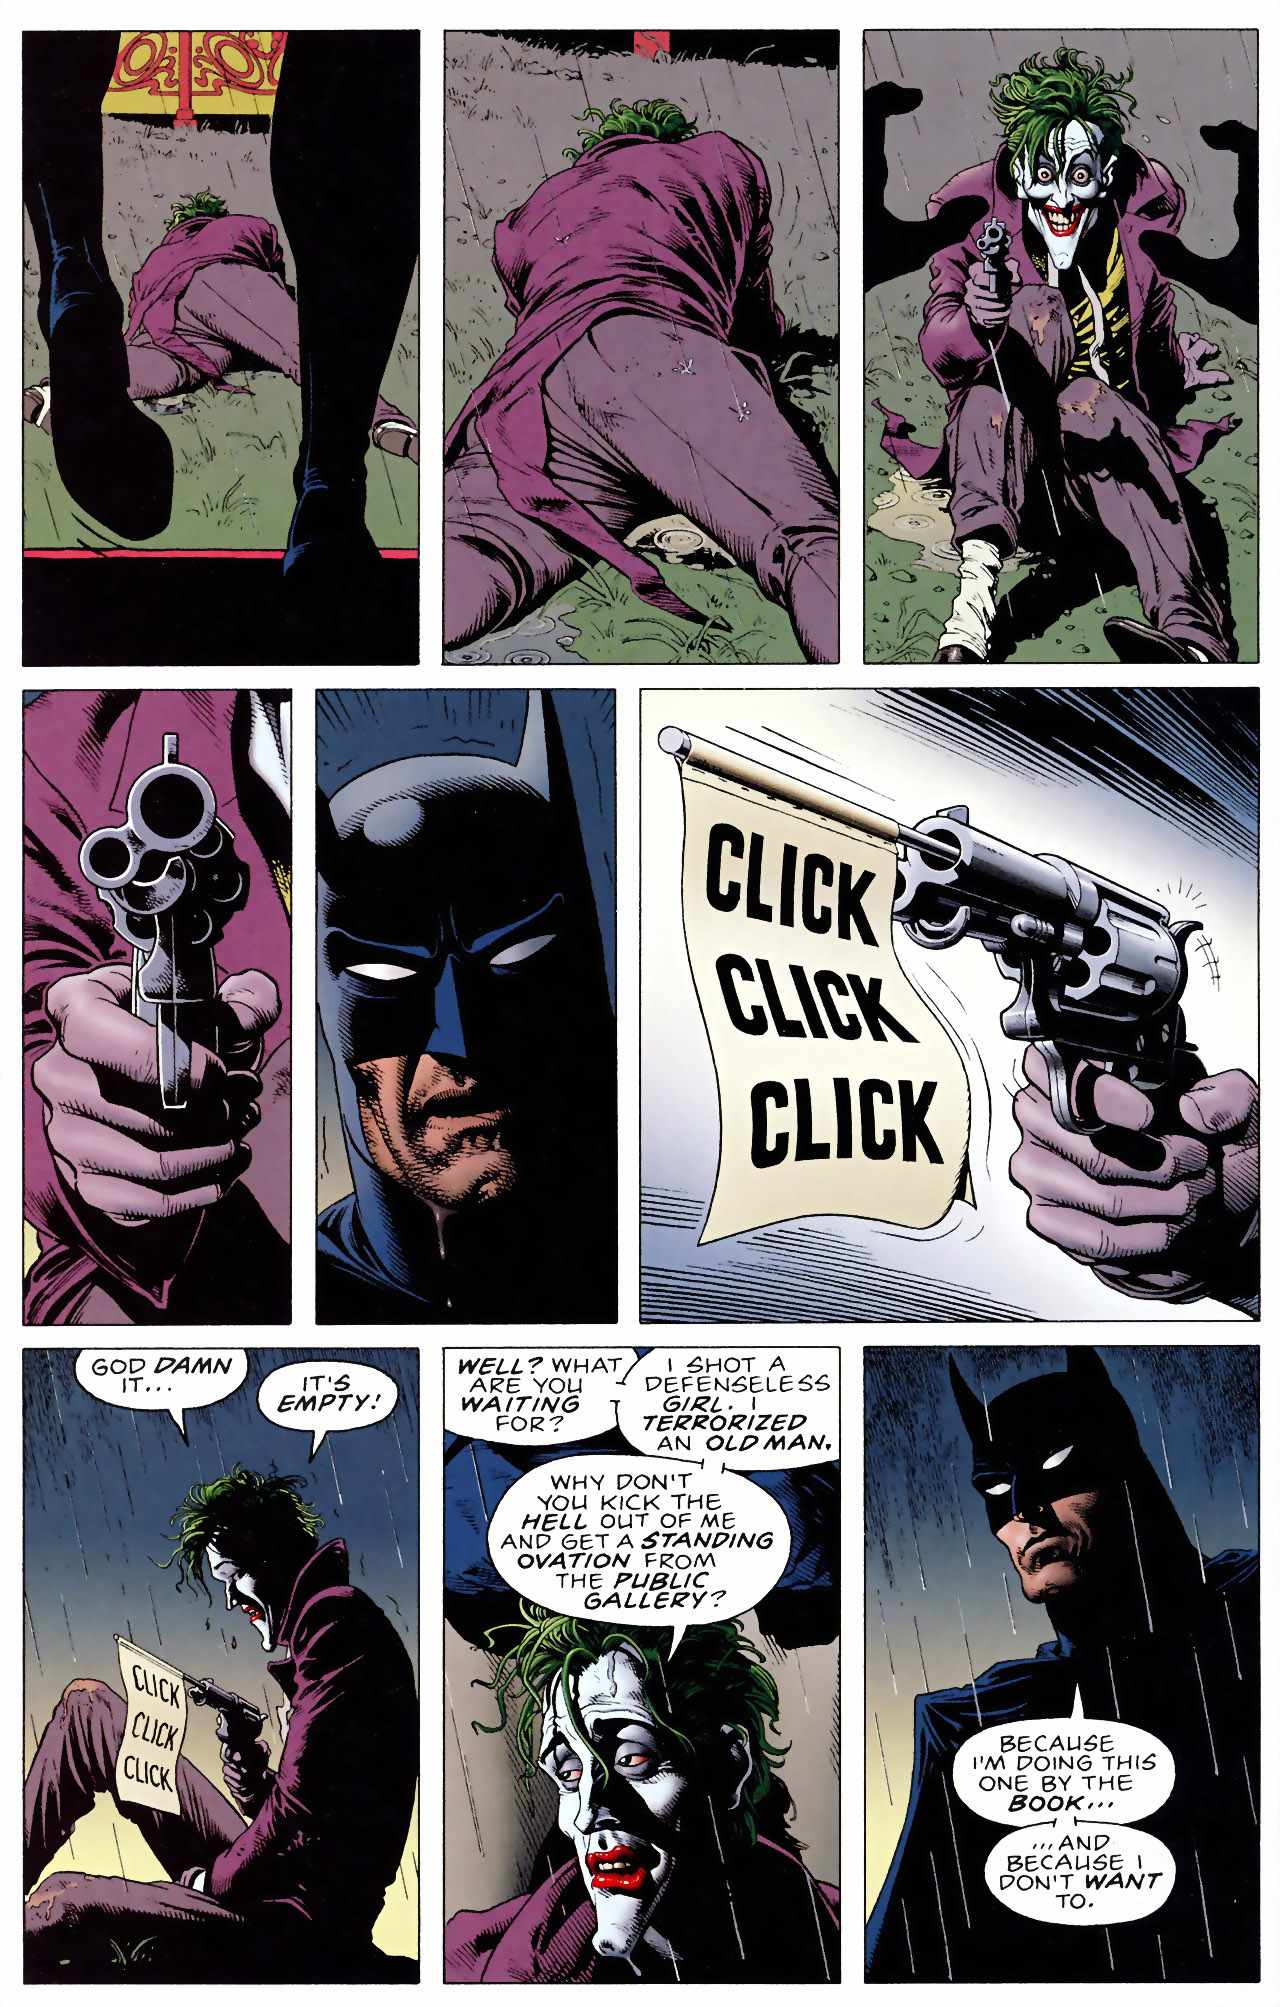 CLICK
CLICK
CLICK
GOD DAMN
IT...
IT'S
EMPTY!
CLICK
CLICK
CLICK
WELL? WHAT
ARE YOU
WAITING
FOR?
I SHOT A
DEFENSELESS
GIRL. I
TERRORIZED
AN OLD MAN.
WHY DON'T
YOU KICK THE
HELL OUT OF ME
AND GET A STANDING
OVATION FROM
THE PUBLIC
GALLERY?
BECAUSE
I'M DOING THIS
ONE BY THE
BOOK...
...AND
BECAUSE I
DON'T WANT
TO.